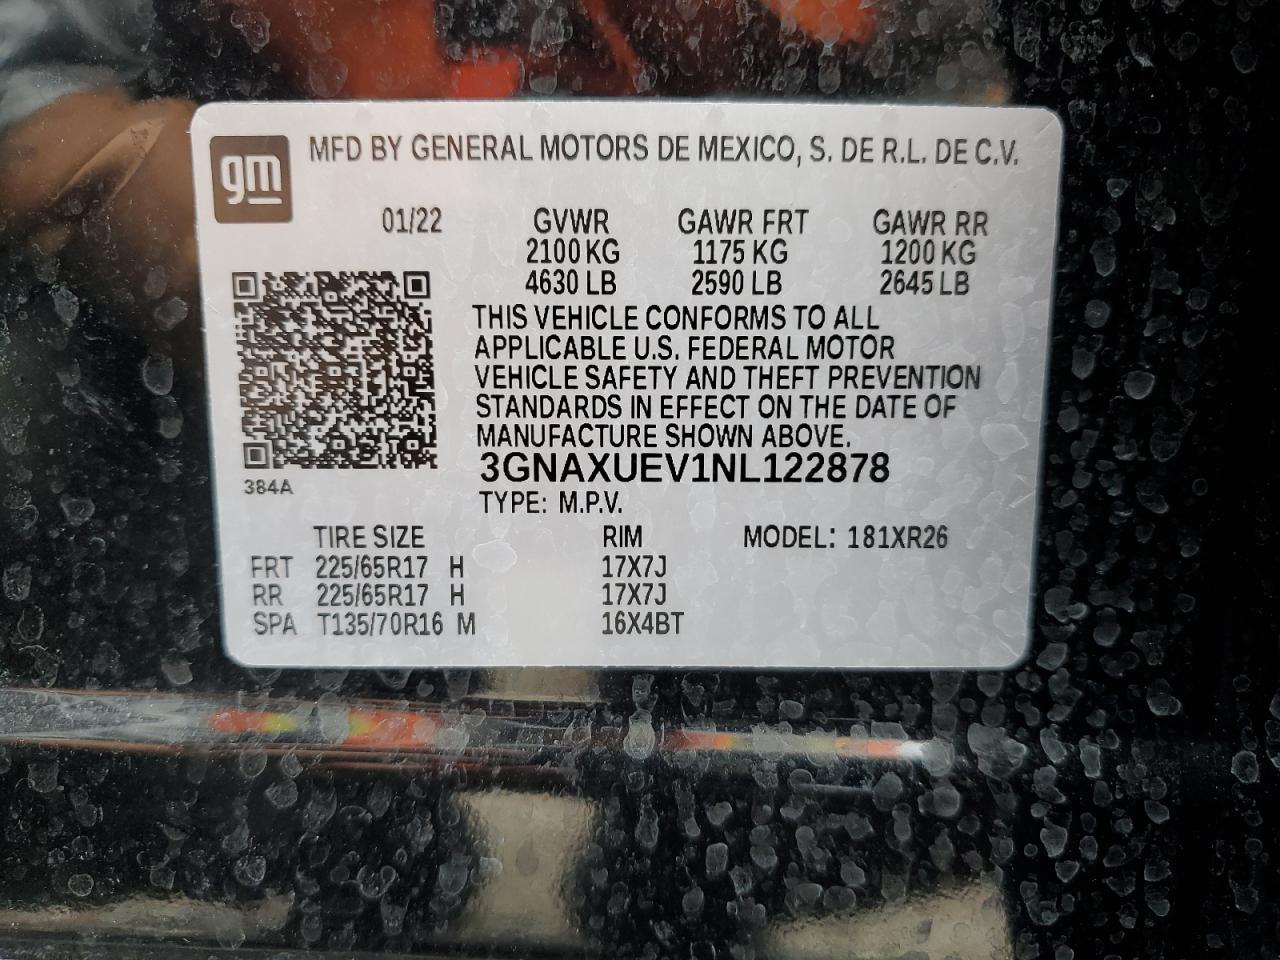 gm
MFD BY GENERAL MOTORS DE MEXICO, S. DE R.L. DE C.V.
01/22 GVWR GAWR FRT GAWR RR
2100 KG 1175 KG 1200 KG
4630 LB 2590 LB 2645 LB
THIS VEHICLE CONFORMS TO ALL
APPLICABLE U.S. FEDERAL MOTOR
VEHICLE SAFETY AND THEFT PREVENTION
STANDARDS IN EFFECT ON THE DATE OF
MANUFACTURE SHOWN ABOVE.
3GNAXUEV1NL122878
384A
TYPE: M.P.V.
TIRE SIZE RIM MODEL: 181XR26
FRT 225/65R17 H 17X7J
RR 225/65R17 H 17X7J
SPA T135/70R16 M 16X4BT